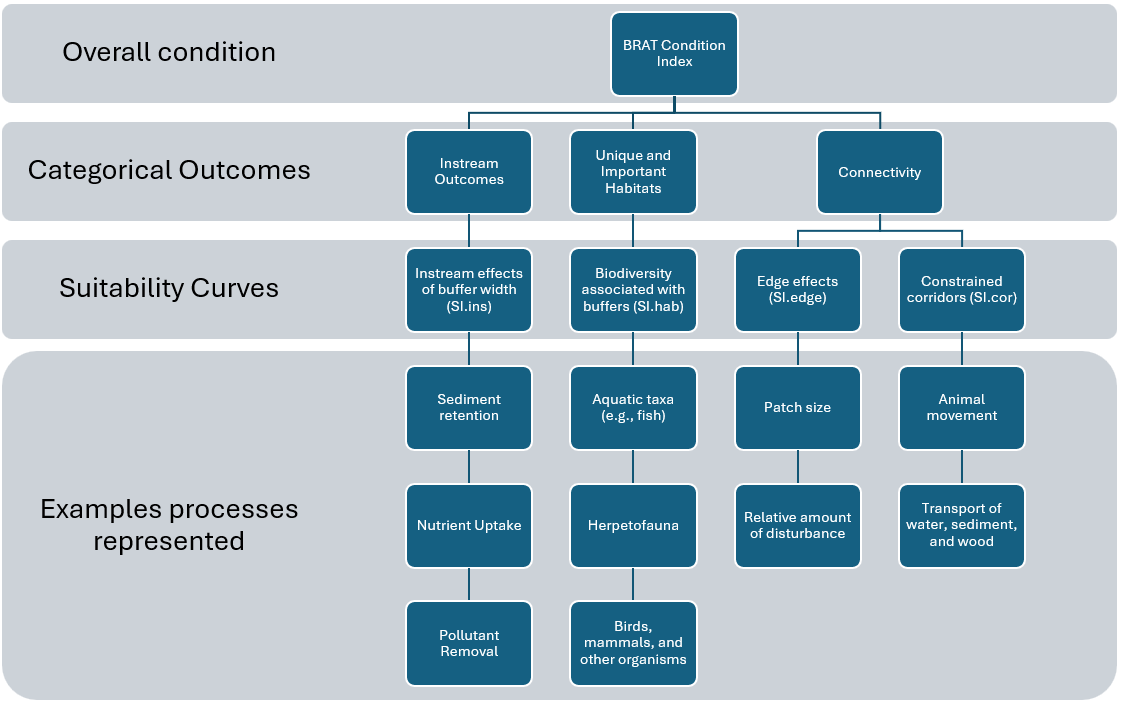 Overall condition
BRAT Condition
Index
Categorical Outcomes
Instream
Outcomes
Unique and
Important
Habitats
Connectivity
Suitability Curves
Instream effects
of buffer width
(SI.ins)
Biodiversity
associated with
buffers (SI.hab)
Edge effects
(SI.edge)
Constrained
corridors (SI.cor)
Examples processes
represented
Sediment
retention
Aquatic taxa
(e.g., fish)
Patch size
Animal
movement
Nutrient Uptake
Herpetofauna
Relative amount
of disturbance
Transport of
water, sediment,
and wood
Pollutant
Removal
Birds,
mammals, and
other organisms